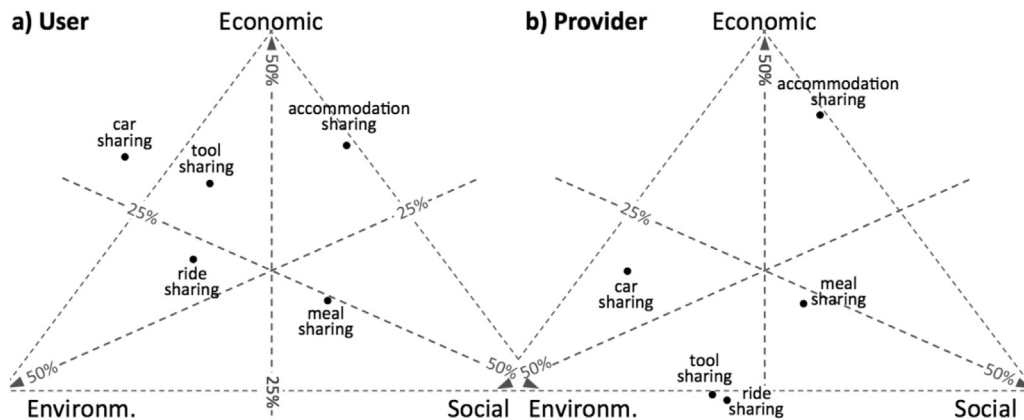 a) User
Economic
50%
accommodation
sharing
car
sharing
tool
sharing
25%
25%
ride
sharing
meal
sharing
50%
50%
25%
Environm.
Social
b) Provider
Economic
50%
accommodation
sharing
25%
25%
car
sharing
meal
sharing
50%
50%
tool
sharing
ride
sharing
Environm.
Social